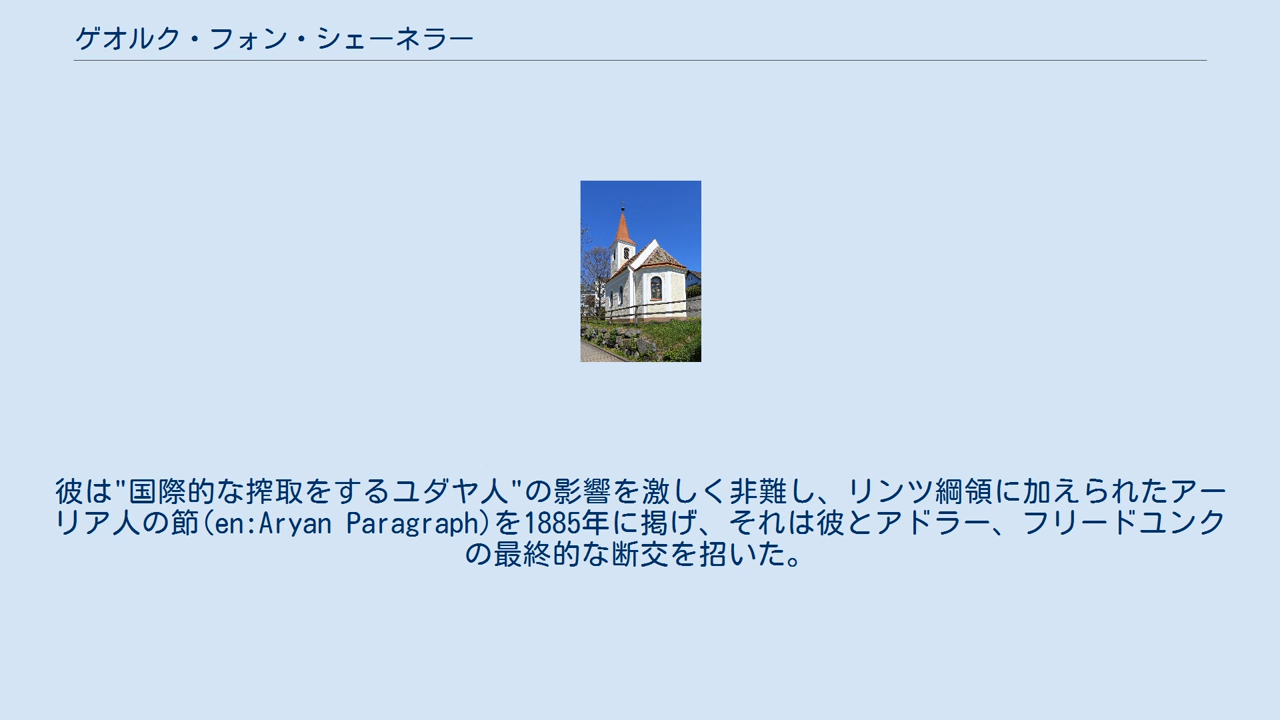 ゲオルク・フォン・シェーネラー
彼は"国際的な搾取をするユダヤ人"の影響を激しく非難し、リンツ綱領に加えられたアー
リア人の節(en:Aryan Paragraph)を1885年に掲げ、それは彼とアドラー、フリードユンク
の最終的な断交を招いた。